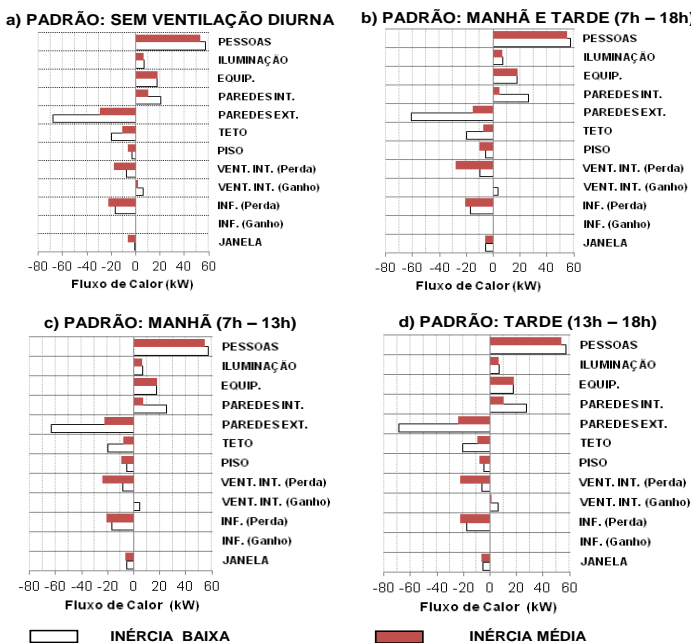 a) PADRÃO: SEM VENTILAÇÃO DIURNA
PESSOAS
ILUMINAÇÃO
EQUIP.
PAREDES INT.
PAREDES EXT.
TETO
PISO
VENT. INT. (Perda)
VENT. INT. (Ganho)
INF. (Perda)
INF. (Ganho)
JANELA
-80 -60 -40 -20 0 20 40 60
Fluxo de Calor (kW)
b) PADRÃO: MANHÃ E TARDE (7h – 18h)
PESSOAS
ILUMINAÇÃO
EQUIP.
PAREDES INT.
PAREDES EXT.
TETO
PISO
VENT. INT. (Perda)
VENT. INT. (Ganho)
INF. (Perda)
INF. (Ganho)
JANELA
-80 -60 -40 -20 0 20 40 60
Fluxo de Calor (kW)
c) PADRÃO: MANHÃ (7h – 13h)
PESSOAS
ILUMINAÇÃO
EQUIP.
PAREDES INT.
PAREDES EXT.
TETO
PISO
VENT. INT. (Perda)
VENT. INT. (Ganho)
INF. (Perda)
INF. (Ganho)
JANELA
-80 -60 -40 -20 0 20 40 60
Fluxo de Calor (kW)
d) PADRÃO: TARDE (13h – 18h)
PESSOAS
ILUMINAÇÃO
EQUIP.
PAREDES INT.
PAREDES EXT.
TETO
PISO
VENT. INT. (Perda)
VENT. INT. (Ganho)
INF. (Perda)
INF. (Ganho)
JANELA
-80 -60 -40 -20 0 20 40 60
Fluxo de Calor (kW)
INÉRCIA BAIXA
INÉRCIA MÉDIA